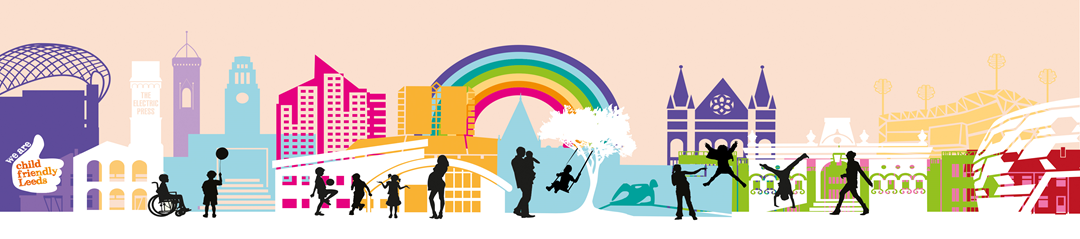 THE
ELECTRIC
PRESS
we are
child
friendly
Leeds